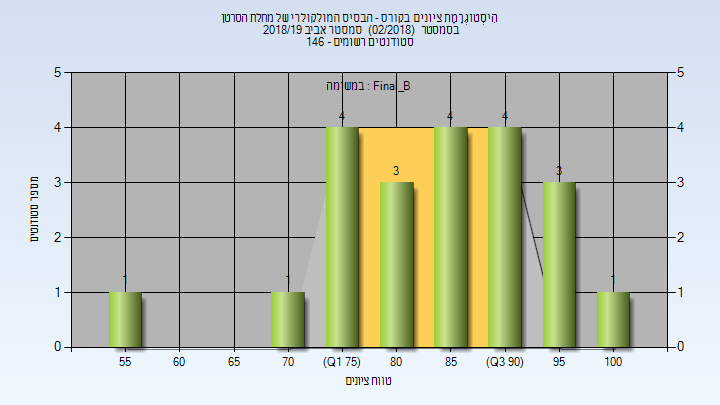 הִיסְטוֹגְרָמַת ציונים בקורס - הבסיס המולקולרי של מחלת הסרטן
בסמסטר (02/2018) סמסטר אביב 2018/19
סטודנטים רשומים - 146
במשימה : Final_B
מספר סטודנטים
5 5
4 4
3 3
2 2
1 1
0 0
1 1 4 3 4 4 3 1
55 60 65 70 (Q1 75) 80 85 (Q3 90) 95 100
טווח ציונים